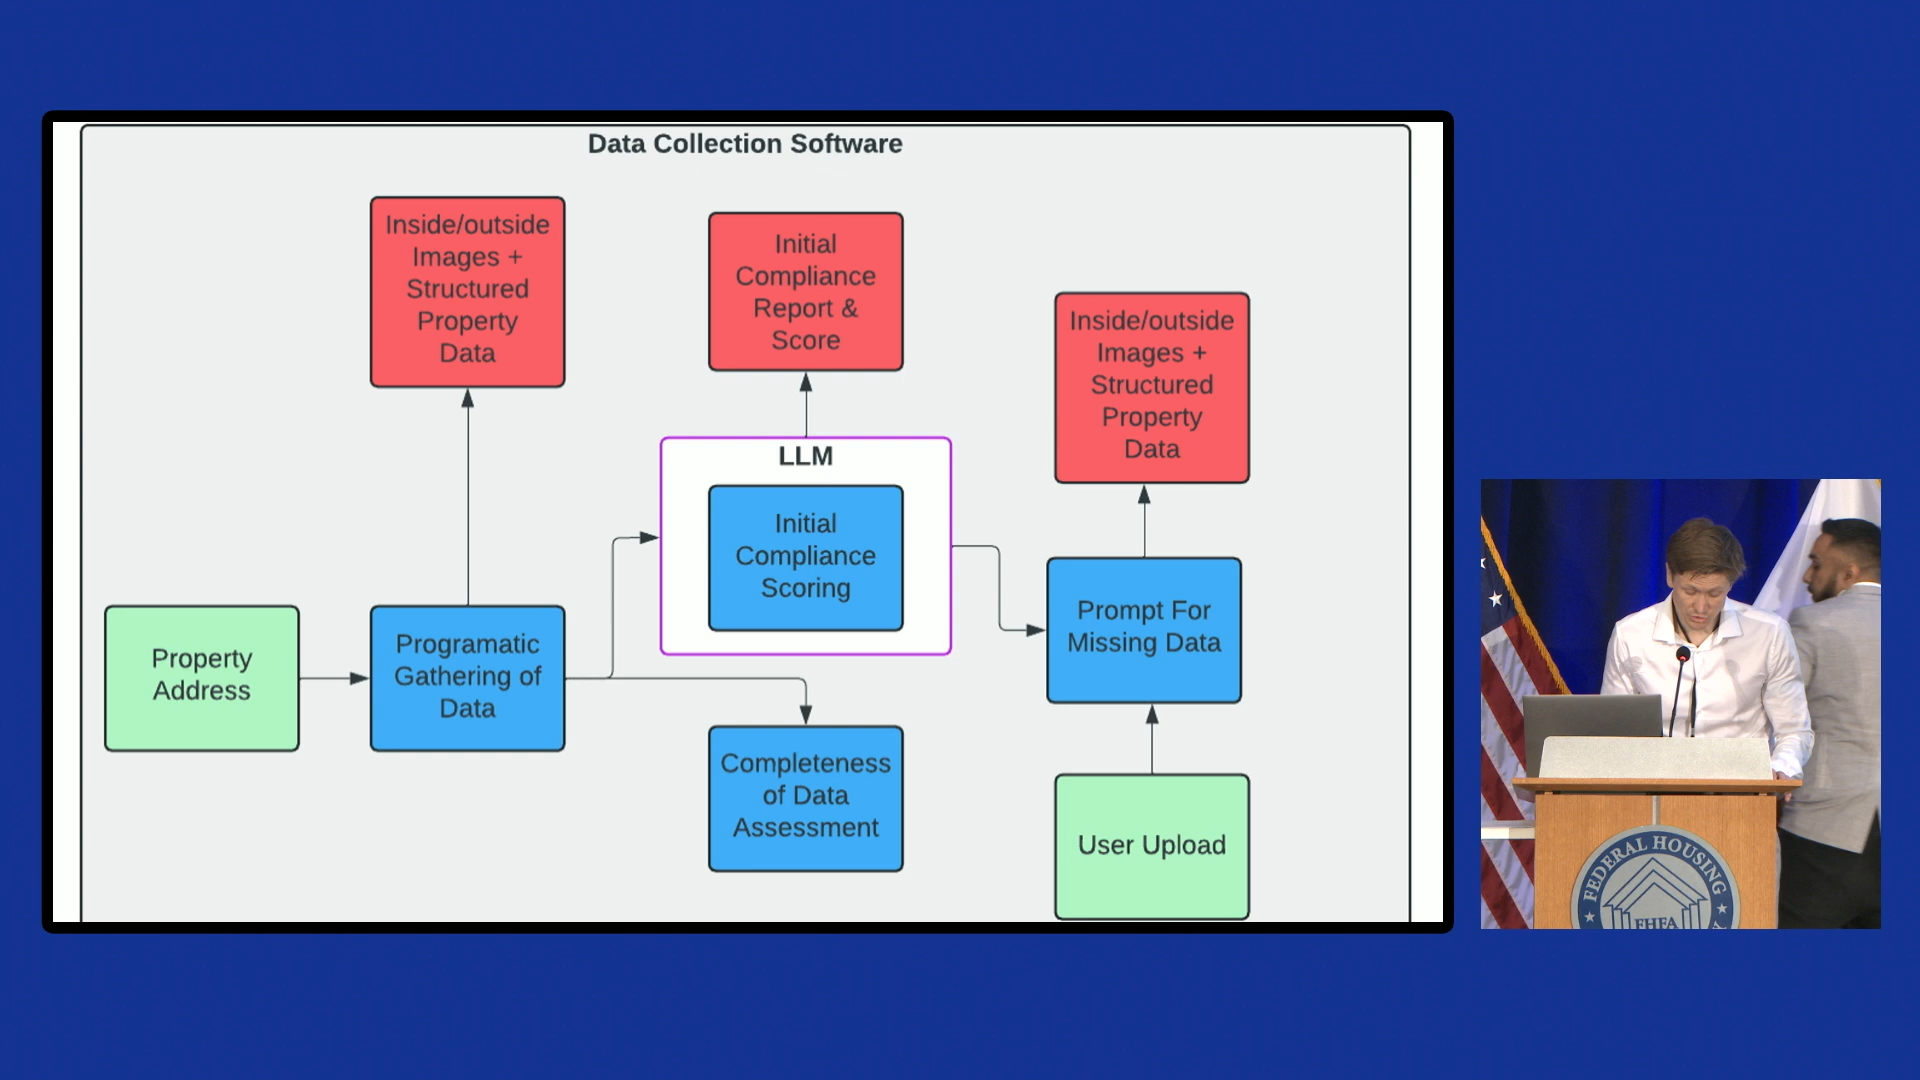 Data Collection Software
Inside/outside
Images +
Structured
Property
Data
Initial
Compliance
Report &
Score
Inside/outside
Images +
Structured
Property
Data
LLM
Initial
Compliance
Scoring
Property
Address
Programatic
Gathering of
Data
Prompt For
Missing Data
Completeness
of Data
Assessment
User Upload
FEDERAL HOUSING
FHFA